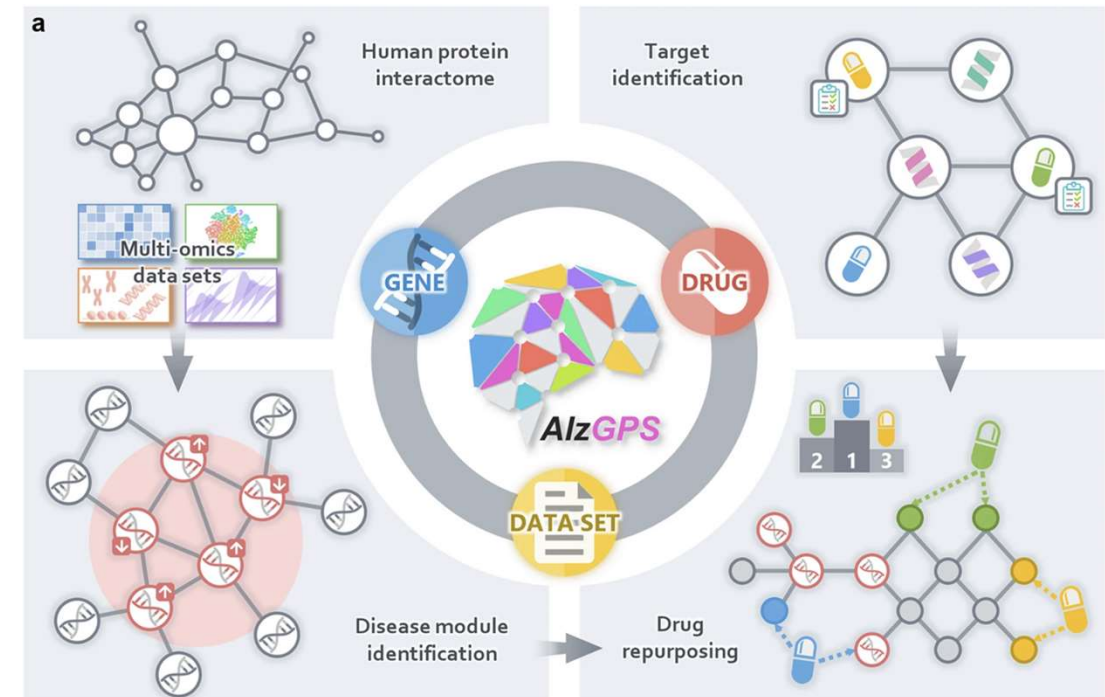 a
Human protein
interactome
Target
identification
Multi-omics
data sets
GENE
DRUG
AlzGPS
DATA SET
2 1 3
Disease module
identification
Drug
repurposing